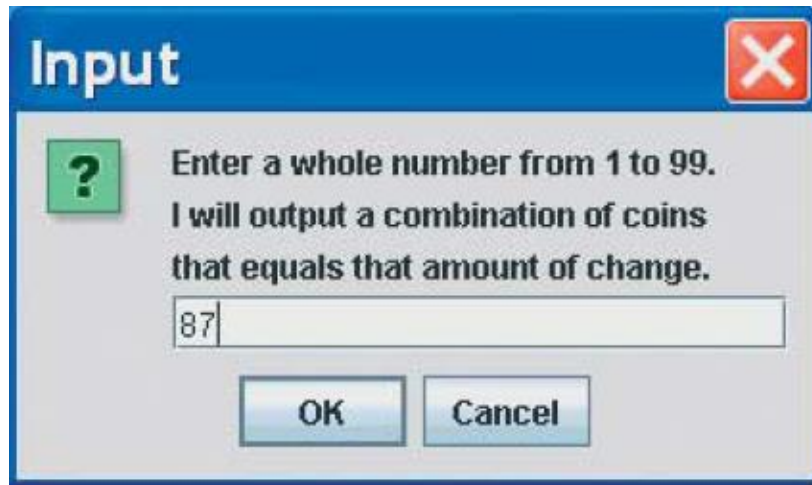 Input
Enter a whole number from 1 to 99.
I will output a combination of coins
that equals that amount of change.
87
OK Cancel